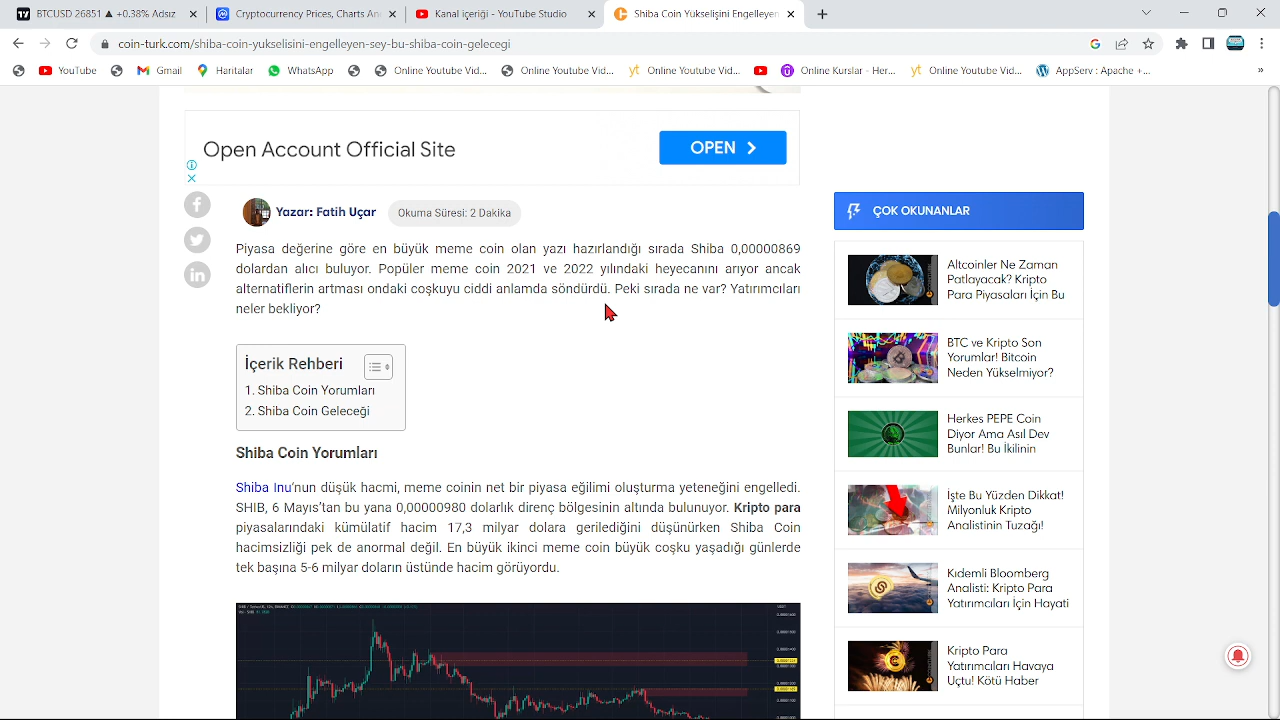 BTCUSD 26851 ▲ +0.38% Adsız
Cryptocurrency Prices, Charts
Kanal İçeriği - YouTube Studio
Shiba Coin Yükselişini Engelleyen
coin-turk.com/shiba-coin-yukselisini-engelleyen-sey-bu-shiba-coin-gelecegi
YouTube
Gmail
Haritalar
WhatsApp
Online Youtube Vid...
Online Youtube Vid...
Online Youtube Vid...
Online Kurslar - Her...
Online Youtube Vid...
AppServ : Apache +...
»
Open Account Official Site
OPEN
Yazar: Fatih Uçar
Okuma Süresi: 2 Dakika
Piyasa değerine göre en büyük meme coin olan yazı hazırlandığı sırada Shiba 0,00000869
dolardan alıcı buluyor. Popüler meme coin 2021 ve 2022 yılındaki heyecanını arıyor ancak
alternatiflerin artması ondaki coşkuyu ciddi anlamda söndürdü. Peki sırada ne var? Yatırımcıları
neler bekliyor?
İçerik Rehberi
1. Shiba Coin Yorumları
2. Shiba Coin Geleceği
Shiba Coin Yorumları
Shiba Inu'nun düşük hacmi, meme coinin net bir piyasa eğilimi oluşturma yeteneğini engelledi.
SHIB, 6 Mayıs'tan bu yana 0,00000900 dolarlık direnç bölgesinin altında bulunuyor. Kripto para
piyasalarındaki kümülatif hacim 17,3 milyar dolara gerilediğini düşünürken Shiba Coin
hacimsizliği pek de anormal değil. En büyük ikinci meme coin büyük coşku yaşadığı günlerde
tek başına 5-6 milyar doların üstünde hacim görüyordu.
ÇOK OKUNANLAR
Altcoinler Ne Zaman
Patlayacak? Kripto
Para Piyasaları İçin Bu
BTC ve Kripto Son
Yorumlar! Bitcoin
Neden Yükselmiyor?
Herkes PEPE Coin
Diyor Ama Asıl Dev
Bunlar! Bu İkilinin
İşte Bu Yüzden Dikkat!
Milyonluk Kripto
Analistinin Tuzağı!
Kıdemli Bloomberg
Analisti: Kripto Para
Yatırımcıları İçin Hayati
Kripto Para
Dolandırıcıları Havaya
Uçtu! Kötü Haber